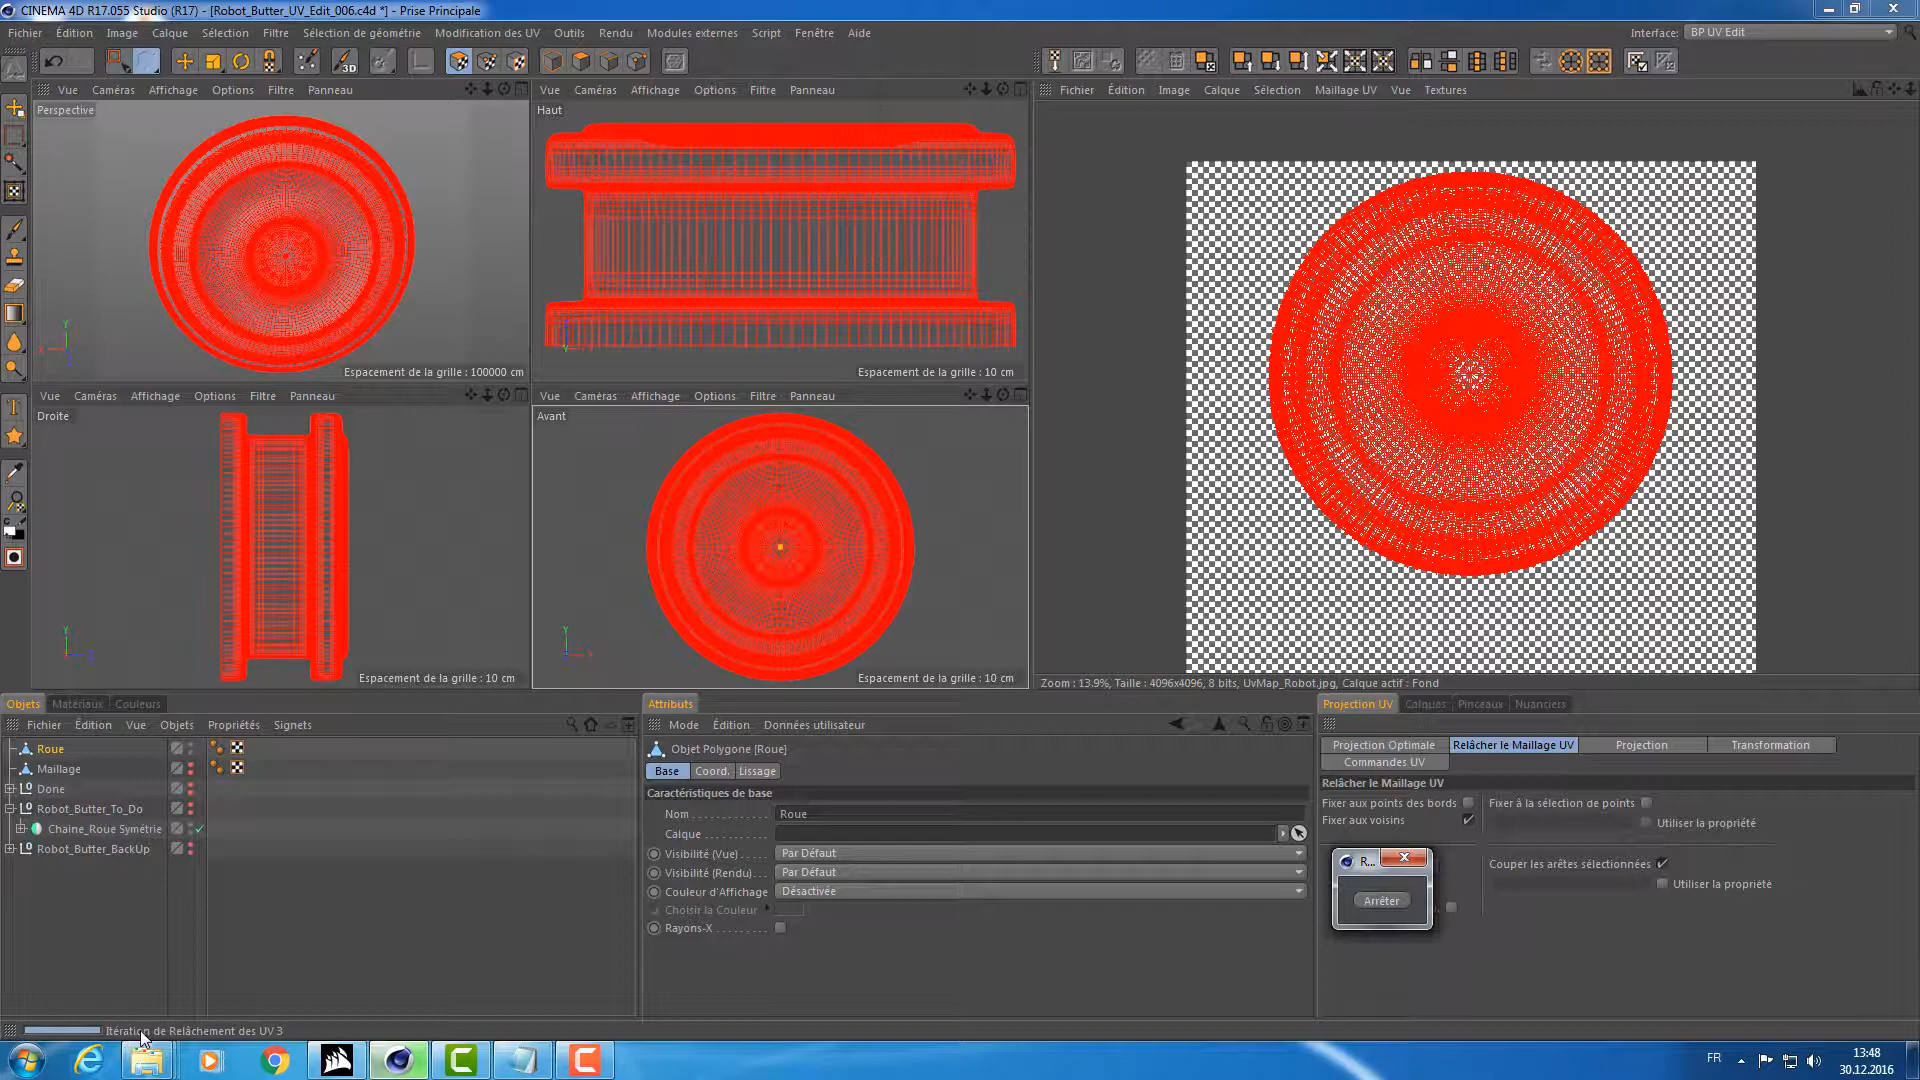 CINEMA 4D R17.055 Studio (R17) - [Robot_Butter_UV_Edit_006.c4d *] - Prise Principale
Fichier Édition Image Calque Sélection Filtre Sélection de géométrie Modification des UV Outils Rendu Modules externes Script Fenêtre Aide
Interface: BP UV Edit
Vue Caméras Affichage Options Filtre Panneau
Vue Caméras Affichage Options Filtre Panneau
Fichier Édition Image Calque Sélection Maillage UV Vue Textures
Perspective
Haut
Espacement de la grille : 100000 cm
Espacement de la grille : 10 cm
Vue Caméras Affichage Options Filtre Panneau
Vue Caméras Affichage Options Filtre Panneau
Droite
Avant
Espacement de la grille : 10 cm
Espacement de la grille : 10 cm
Zoom : 13.9%, Taille : 4096x4096, 8 bits, UvMap_Robot.jpg, Calque actif : Fond
Objets Matériaux Couleurs
Fichier Édition Vue Objets Propriétés Signets
Roue
Maillage
Done
Robot_Butter_To_Do
Chaine_Roue Symétrie
Robot_Butter_BackUp
Attributs
Mode Édition Données utilisateur
Objet Polygone [Roue]
Base Coord. Lissage
Caractéristiques de base
Nom Roue
Calque
Visibilité (Vue) Par Défaut
Visibilité (Rendu) Par Défaut
Couleur d'Affichage Désactivée
Choisir la Couleur
Rayons-X
Projection UV Calques Pinceaux Nuanciers
Projection Optimale Relâcher le Maillage UV Projection Transformation
Commandes UV
Relâcher le Maillage UV
Fixer aux points des bords Fixer à la sélection de points
Fixer aux voisins Utiliser la propriété
R...
Couper les arêtes sélectionnées
Utiliser la propriété
Arrêter
Itération de Relâchement des UV 3
FR
13:48
30.12.2016